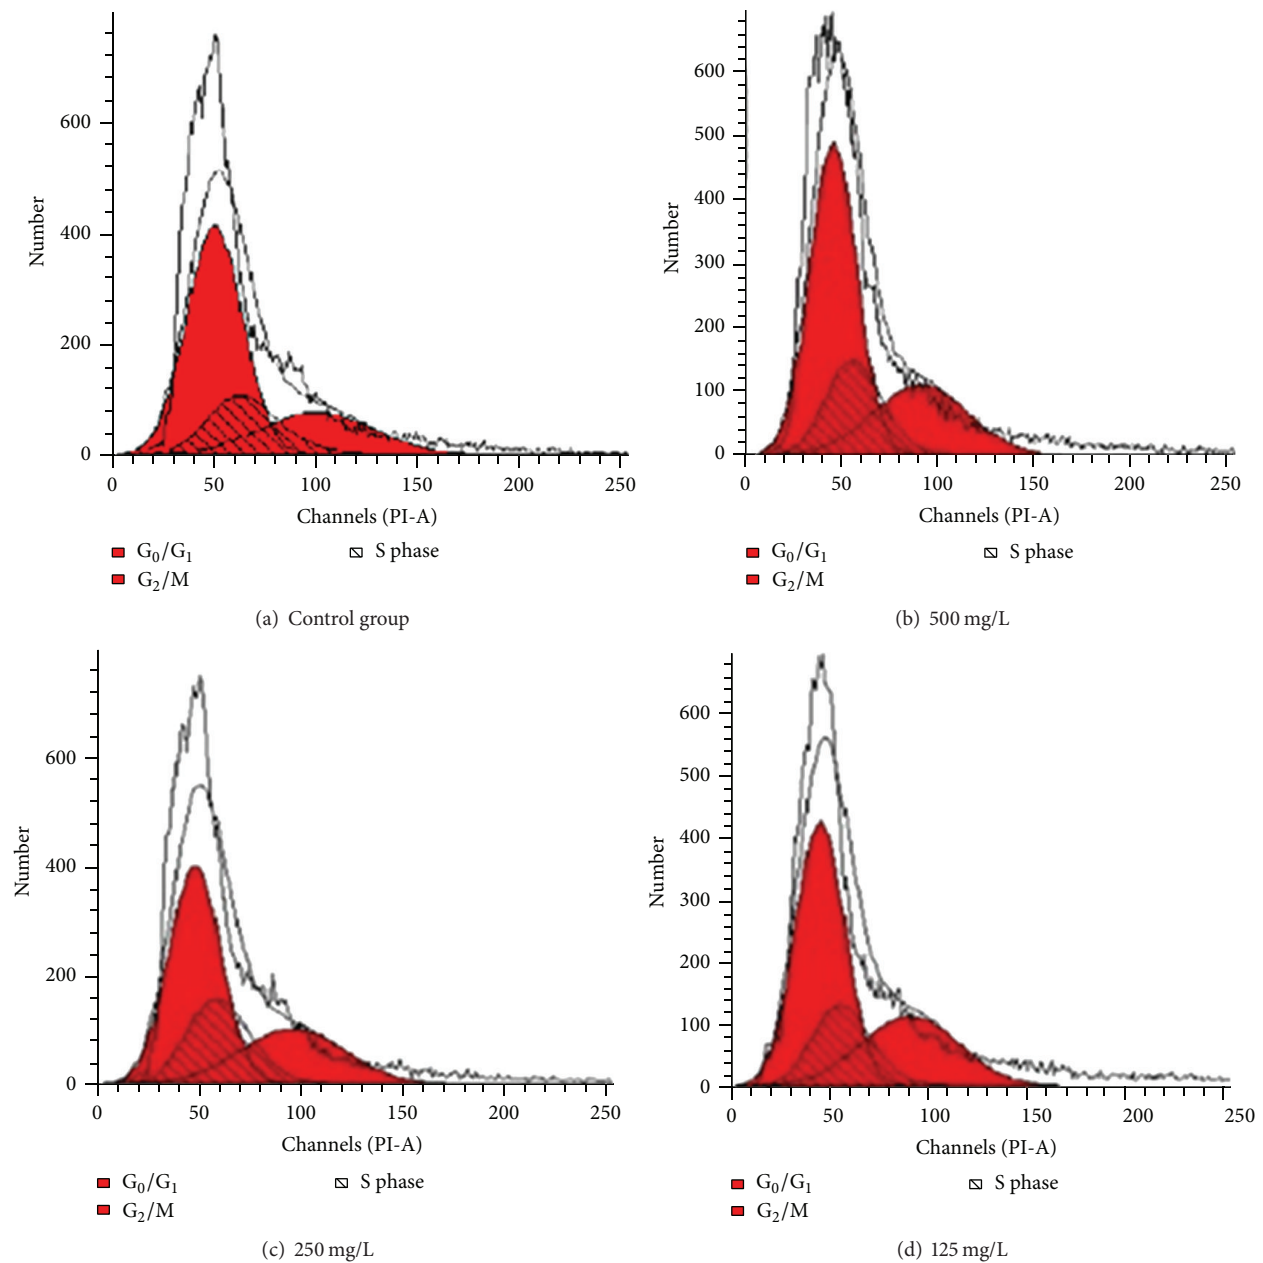 Number
600
400
200
0
0 50 100 150 200 250
Channels (PI-A)
G0/G1
S phase
G2/M
(a) Control group
Number
600
500
400
300
200
100
0
0 50 100 150 200 250
Channels (PI-A)
G0/G1
S phase
G2/M
(b) 500 mg/L
Number
600
400
200
0
0 50 100 150 200 250
Channels (PI-A)
G0/G1
S phase
G2/M
(c) 250 mg/L
Number
600
500
400
300
200
100
0
0 50 100 150 200 250
Channels (PI-A)
G0/G1
S phase
G2/M
(d) 125 mg/L